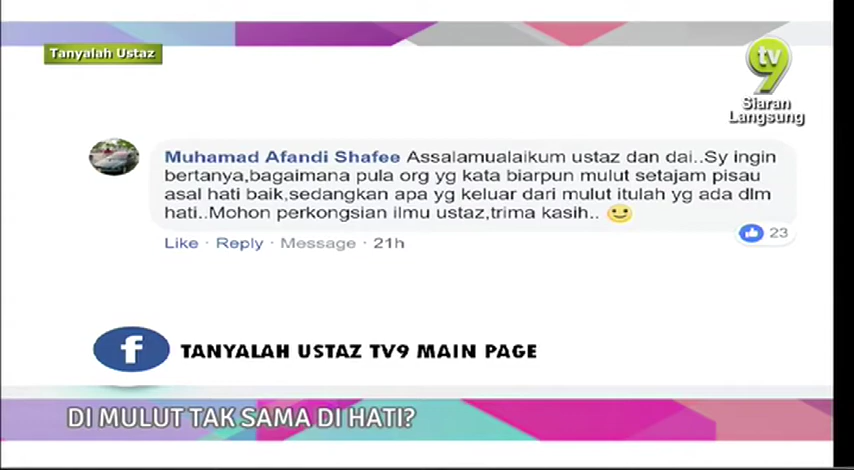 Tanyalah Ustaz
tv
9
Siaran
Langsung
Muhamad Afandi Shafee Assalamualaikum ustaz dan dai..Sy ingin
bertanya,bagaimana pula org yg kata biarpun mulut setajam pisau
asal hati baik,sedangkan apa yg keluar dari mulut itulah yg ada dlm
hati..Mohon perkongsian ilmu ustaz,trima kasih..
23
Like · Reply · Message · 21h
f TANYALAH USTAZ TV9 MAIN PAGE
DI MULUT TAK SAMA DI HATI?